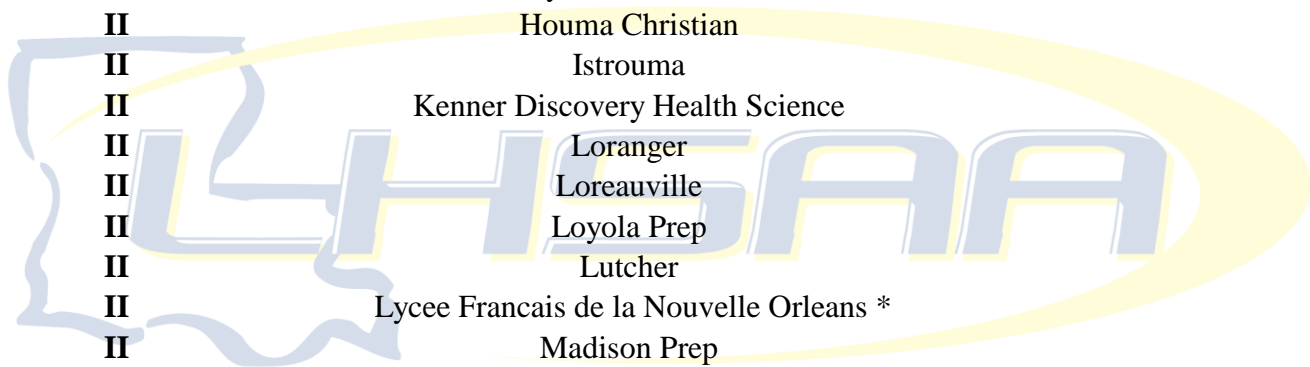 II Houma Christian
II Istrouma
II Kenner Discovery Health Science
II Loranger
II Loreauville
II Loyola Prep
II Lutcher
II Lycee Francais de la Nouvelle Orleans *
II Madison Prep
LHSAA